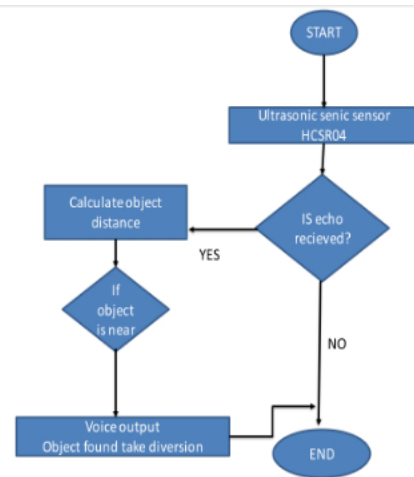 START
Ultrasonic senic sensor
HCSR04
IS echo
recieved?
YES
Calculate object
distance
If
object
is near
Voice output
Object found take diversion
NO
END